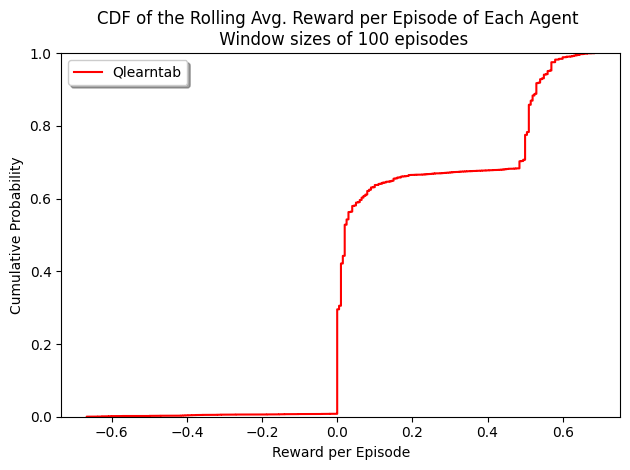 CDF of the Rolling Avg. Reward per Episode of Each Agent
Window sizes of 100 episodes
Qlearntab
Cumulative Probability
1.0
0.8
0.6
0.4
0.2
0.0
−0.6 −0.4 −0.2 0.0 0.2 0.4 0.6
Reward per Episode